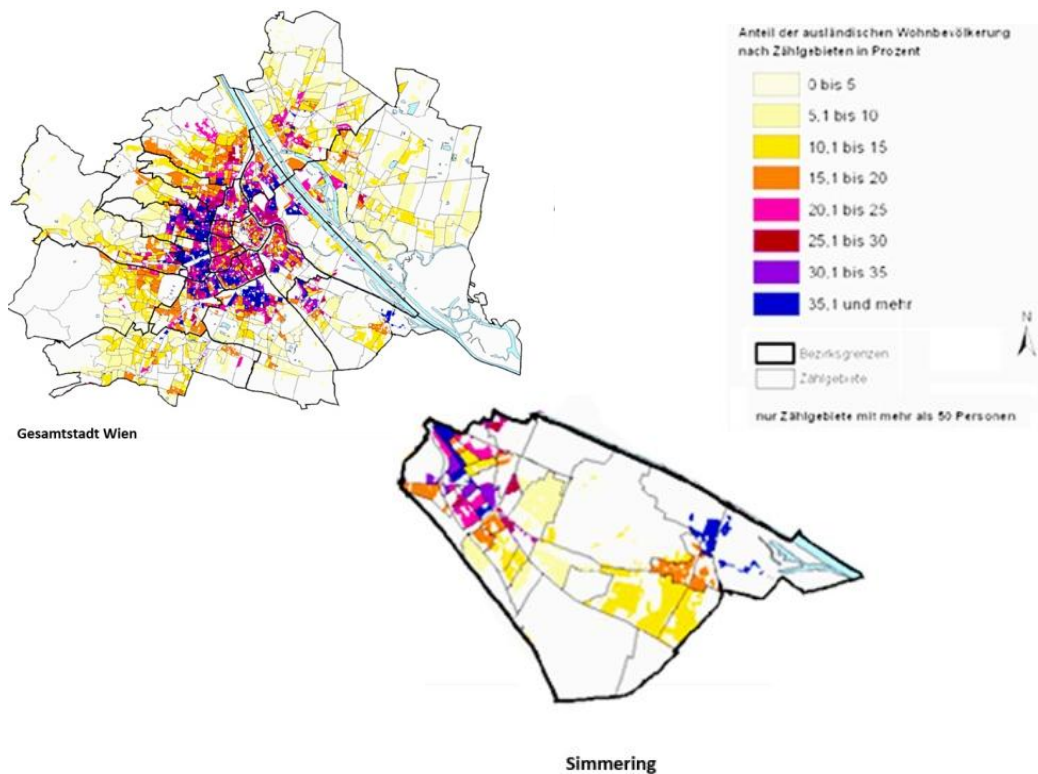 Anteil der ausländischen Wohnbevölkerung
nach Zählgebieten in Prozent
0 bis 5
5,1 bis 10
10,1 bis 15
15,1 bis 20
20,1 bis 25
25,1 bis 30
30,1 bis 35
35,1 und mehr
N
Bezirksgrenzen
Zählgebiete
nur Zählgebiete mit mehr als 50 Personen
Gesamtstadt Wien
Simmering